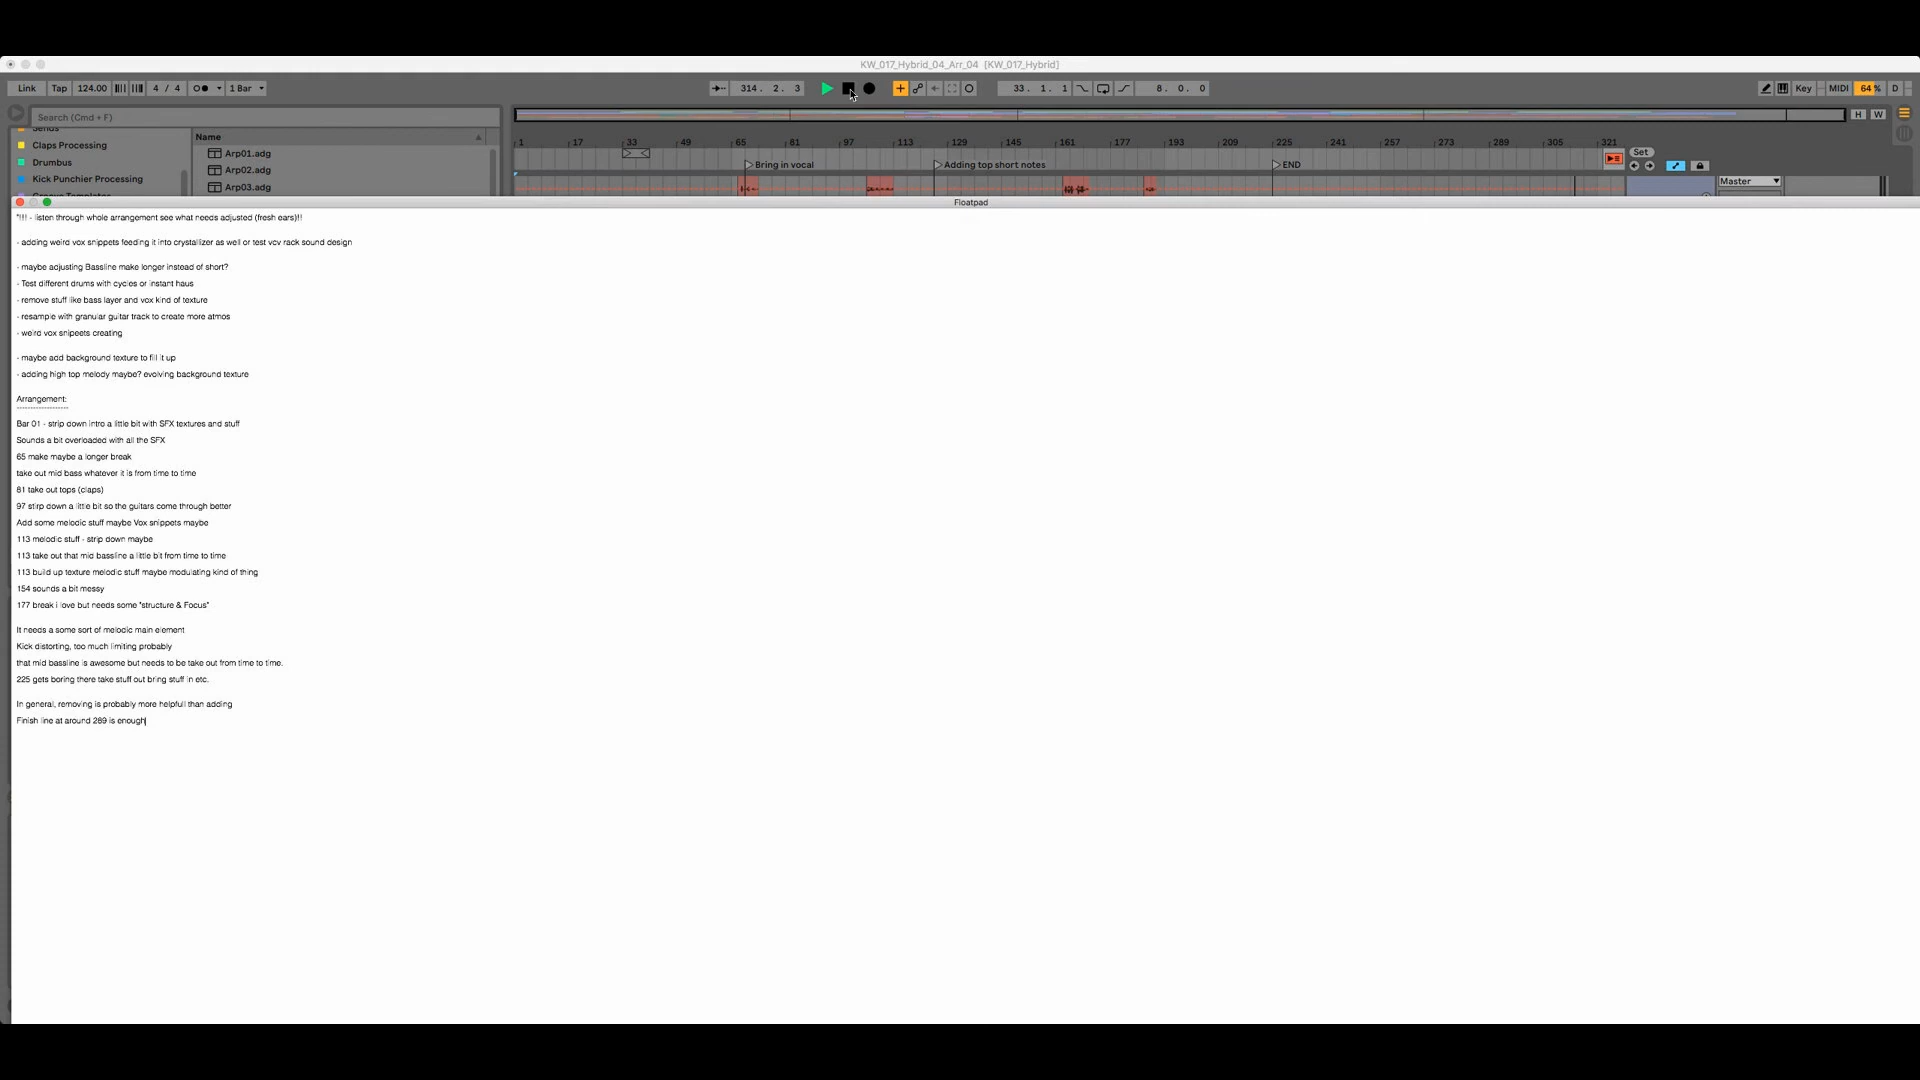 KW_017_Hybrid_04_Arr_04 [KW_017_Hybrid]
Link Tap 124.00 4 / 4 1 Bar 314. 2. 3 33. 1. 1 8. 0. 0 Key MIDI 64 % D
Search (Cmd + F) H W
Sends
Claps Processing
Drumbus
Kick Punchier Processing
Name
Arp01.adg
Arp02.adg
Arp03.adg
1 17 33 49 65 81 97 113 129 145 161 177 193 209 225 241 257 273 289 305 321
Bring in vocal Adding top short notes END
Set
Master
Floatpad
"!!! - listen through whole arrangement see what needs adjusted (fresh ears)!!
- adding weird vox snippets feeding it into crystallizer as well or test vcv rack sound design
- maybe adjusting Bassline make longer instead of short?
- Test different drums with cycles or instant haus
- remove stuff like bass layer and vox kind of texture
- resample with granular guitar track to create more atmos
- weird vox snipeets creating
- maybe add background texture to fill it up
- adding high top melody maybe? evolving background texture
Arrangement:
-------------------
Bar 01 - strip down intro a little bit with SFX textures and stuff
Sounds a bit overloaded with all the SFX
65 make maybe a longer break
take out mid bass whatever it is from time to time
81 take out tops (claps)
97 stirp down a little bit so the guitars come through better
Add some melodic stuff maybe Vox snippets maybe
113 melodic stuff - strip down maybe
113 take out that mid bassline a little bit from time to time
113 build up texture melodic stuff maybe modulating kind of thing
154 sounds a bit messy
177 break i love but needs some "structure & Focus"
It needs a some sort of melodic main element
Kick distorting, too much limiting probably
that mid bassline is awesome but needs to be take out from time to time.
225 gets boring there take stuff out bring stuff in etc.
In general, removing is probably more helpfull than adding
Finish line at around 289 is enough